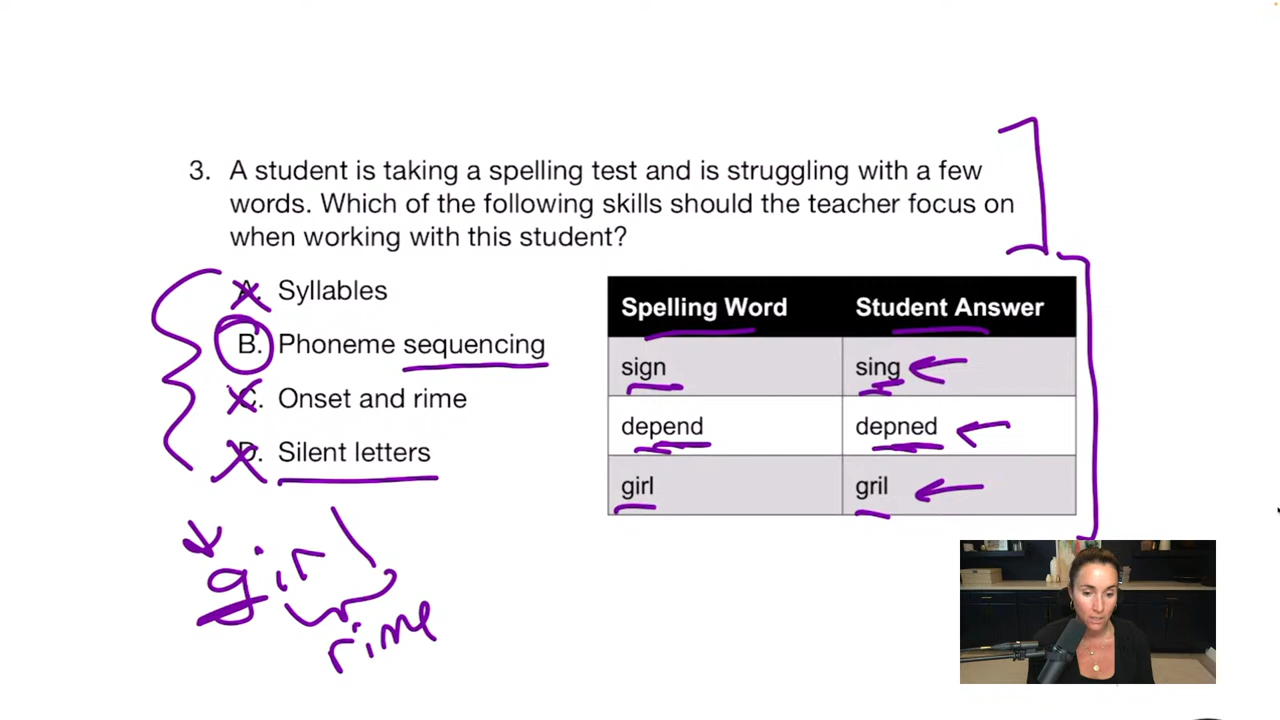 3. A student is taking a spelling test and is struggling with a few
words. Which of the following skills should the teacher focus on
when working with this student?
A. Syllables
B. Phoneme sequencing
C. Onset and rime
D. Silent letters
Spelling Word Student Answer
sign sing
depend depned
girl gril
girl
rime